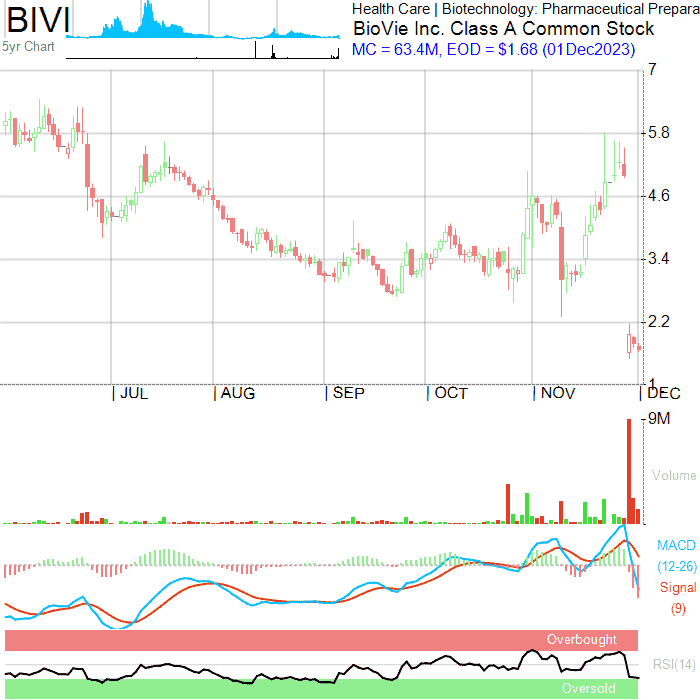 BIVI
5yr Chart
Health Care | Biotechnology: Pharmaceutical Prepara
BioVie Inc. Class A Common Stock
MC = 63.4M, EOD = $1.68 (01Dec2023)
7
5.8
4.6
3.4
2.2
1
JUL AUG SEP OCT NOV DEC
9M
Volume
MACD
(12-26)
Signal
(9)
Overbought
RSI(14)
Oversold